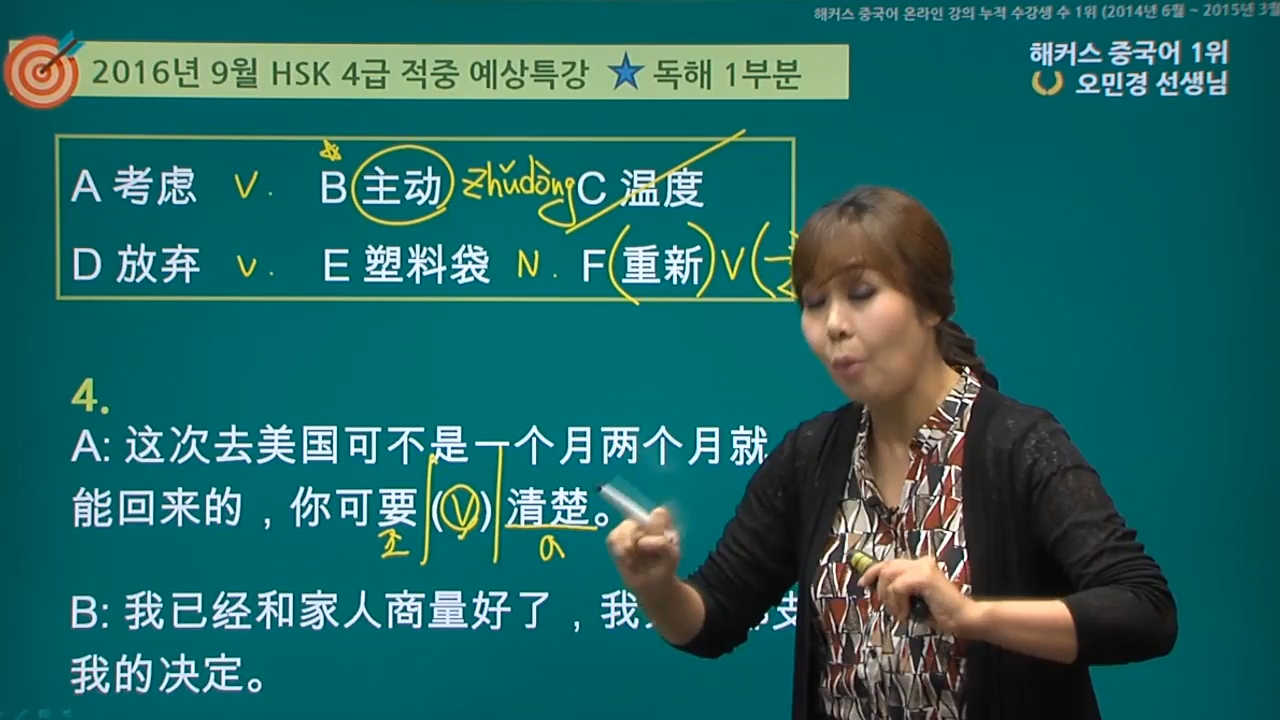 해커스 중국어 온라인 강의 누적 수강생 수 1위 (2014년 6월 ~ 2015년 3월
2016년 9월 HSK 4급 적중 예상특강 ★ 독해 1부분
해커스 중국어 1위
오민경 선생님
A 考虑 V. B 主动 zhǔdòng C 温度
D 放弃 V. E 塑料袋 N. F (重新) V (
4.
A: 这次去美国可不是一个月两个月就
能回来的，你可要 (V) 清楚。
조 a
B: 我已经和家人商量好了，我
我的决定。